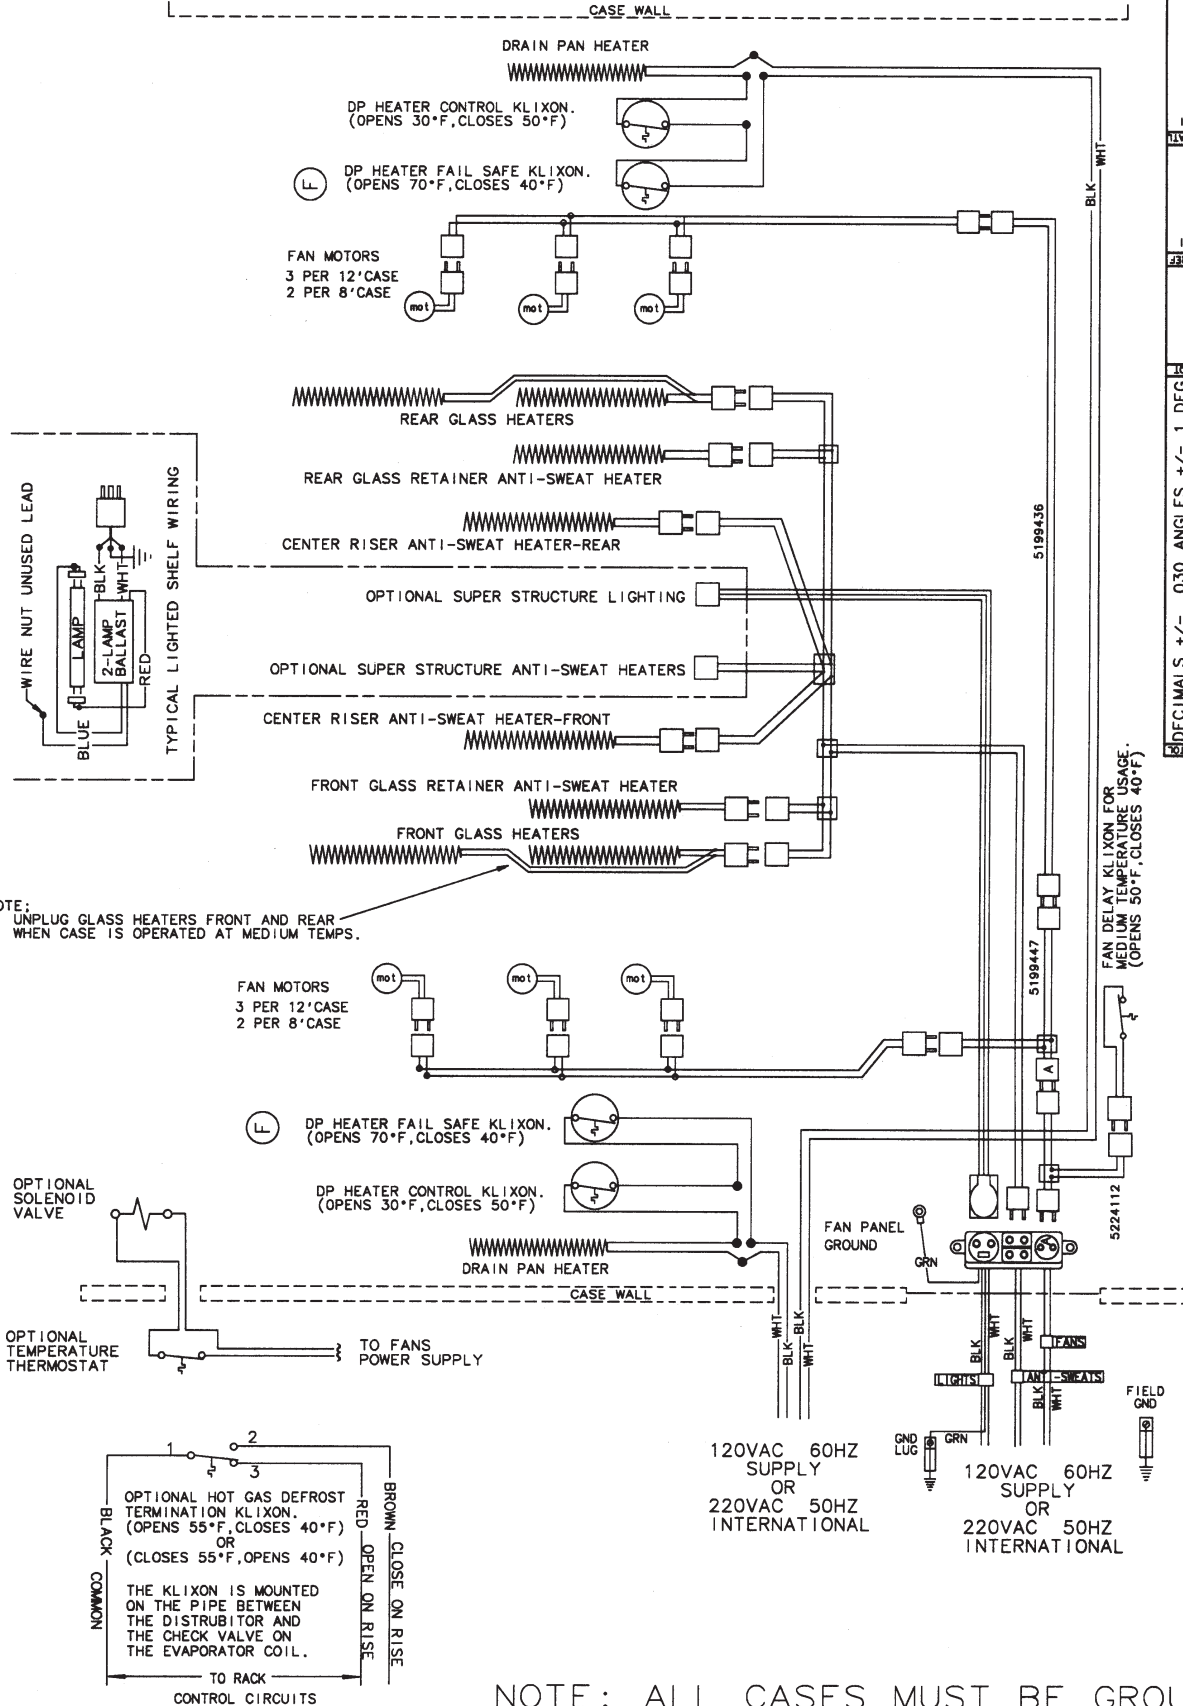 CASE WALL
DRAIN PAN HEATER
DP HEATER CONTROL KLIXON.
(OPENS 30°F,CLOSES 50°F)
F
DP HEATER FAIL SAFE KLIXON.
(OPENS 70°F,CLOSES 40°F)
WHT
BLK
FAN MOTORS
3 PER 12'CASE
2 PER 8'CASE
mot
mot
mot
REAR GLASS HEATERS
REAR GLASS RETAINER ANTI-SWEAT HEATER
CENTER RISER ANTI-SWEAT HEATER-REAR
OPTIONAL SUPER STRUCTURE LIGHTING
OPTIONAL SUPER STRUCTURE ANTI-SWEAT HEATERS
CENTER RISER ANTI-SWEAT HEATER-FRONT
FRONT GLASS RETAINER ANTI-SWEAT HEATER
FRONT GLASS HEATERS
WIRE NUT UNUSED LEAD
LAMP
BLK
WHT
2-LAMP
BALLAST
RED
BLUE
TYPICAL LIGHTED SHELF WIRING
5199436
DECIMALS +/- .030 ANGLES +/- 1 DEG
OTE;
UNPLUG GLASS HEATERS FRONT AND REAR
WHEN CASE IS OPERATED AT MEDIUM TEMPS.
5199447
FAN DELAY KLIXON FOR
MEDIUM TEMPERATURE USAGE.
(OPENS 50°F,CLOSES 40°F)
FAN MOTORS
3 PER 12'CASE
2 PER 8'CASE
mot
mot
mot
A
F
DP HEATER FAIL SAFE KLIXON.
(OPENS 70°F,CLOSES 40°F)
DP HEATER CONTROL KLIXON.
(OPENS 30°F,CLOSES 50°F)
DRAIN PAN HEATER
5224112
FAN PANEL
GROUND
GRN
A
OPTIONAL
SOLENOID
VALVE
CASE WALL
OPTIONAL
TEMPERATURE
THERMOSTAT
TO FANS
POWER SUPPLY
WHT
BLK
BLK
WHT
BLK
WHT
BLK
WHT
FANS
LIGHTS
ANTI-SWEATS
BLK
WHT
GND
LUG
GRN
FIELD
GND
120VAC 60HZ
SUPPLY
OR
220VAC 50HZ
INTERNATIONAL
120VAC 60HZ
SUPPLY
OR
220VAC 50HZ
INTERNATIONAL
1
2
3
OPTIONAL HOT GAS DEFROST
TERMINATION KLIXON.
(OPENS 55°F,CLOSES 40°F)
OR
(CLOSES 55°F,OPENS 40°F)
THE KLIXON IS MOUNTED
ON THE PIPE BETWEEN
THE DISTRUBITOR AND
THE CHECK VALVE ON
THE EVAPORATOR COIL.
BLACK COMMON
RED OPEN ON RISE
BROWN CLOSE ON RISE
TO RACK
CONTROL CIRCUITS
NOTE: ALL CASES MUST BE GROU